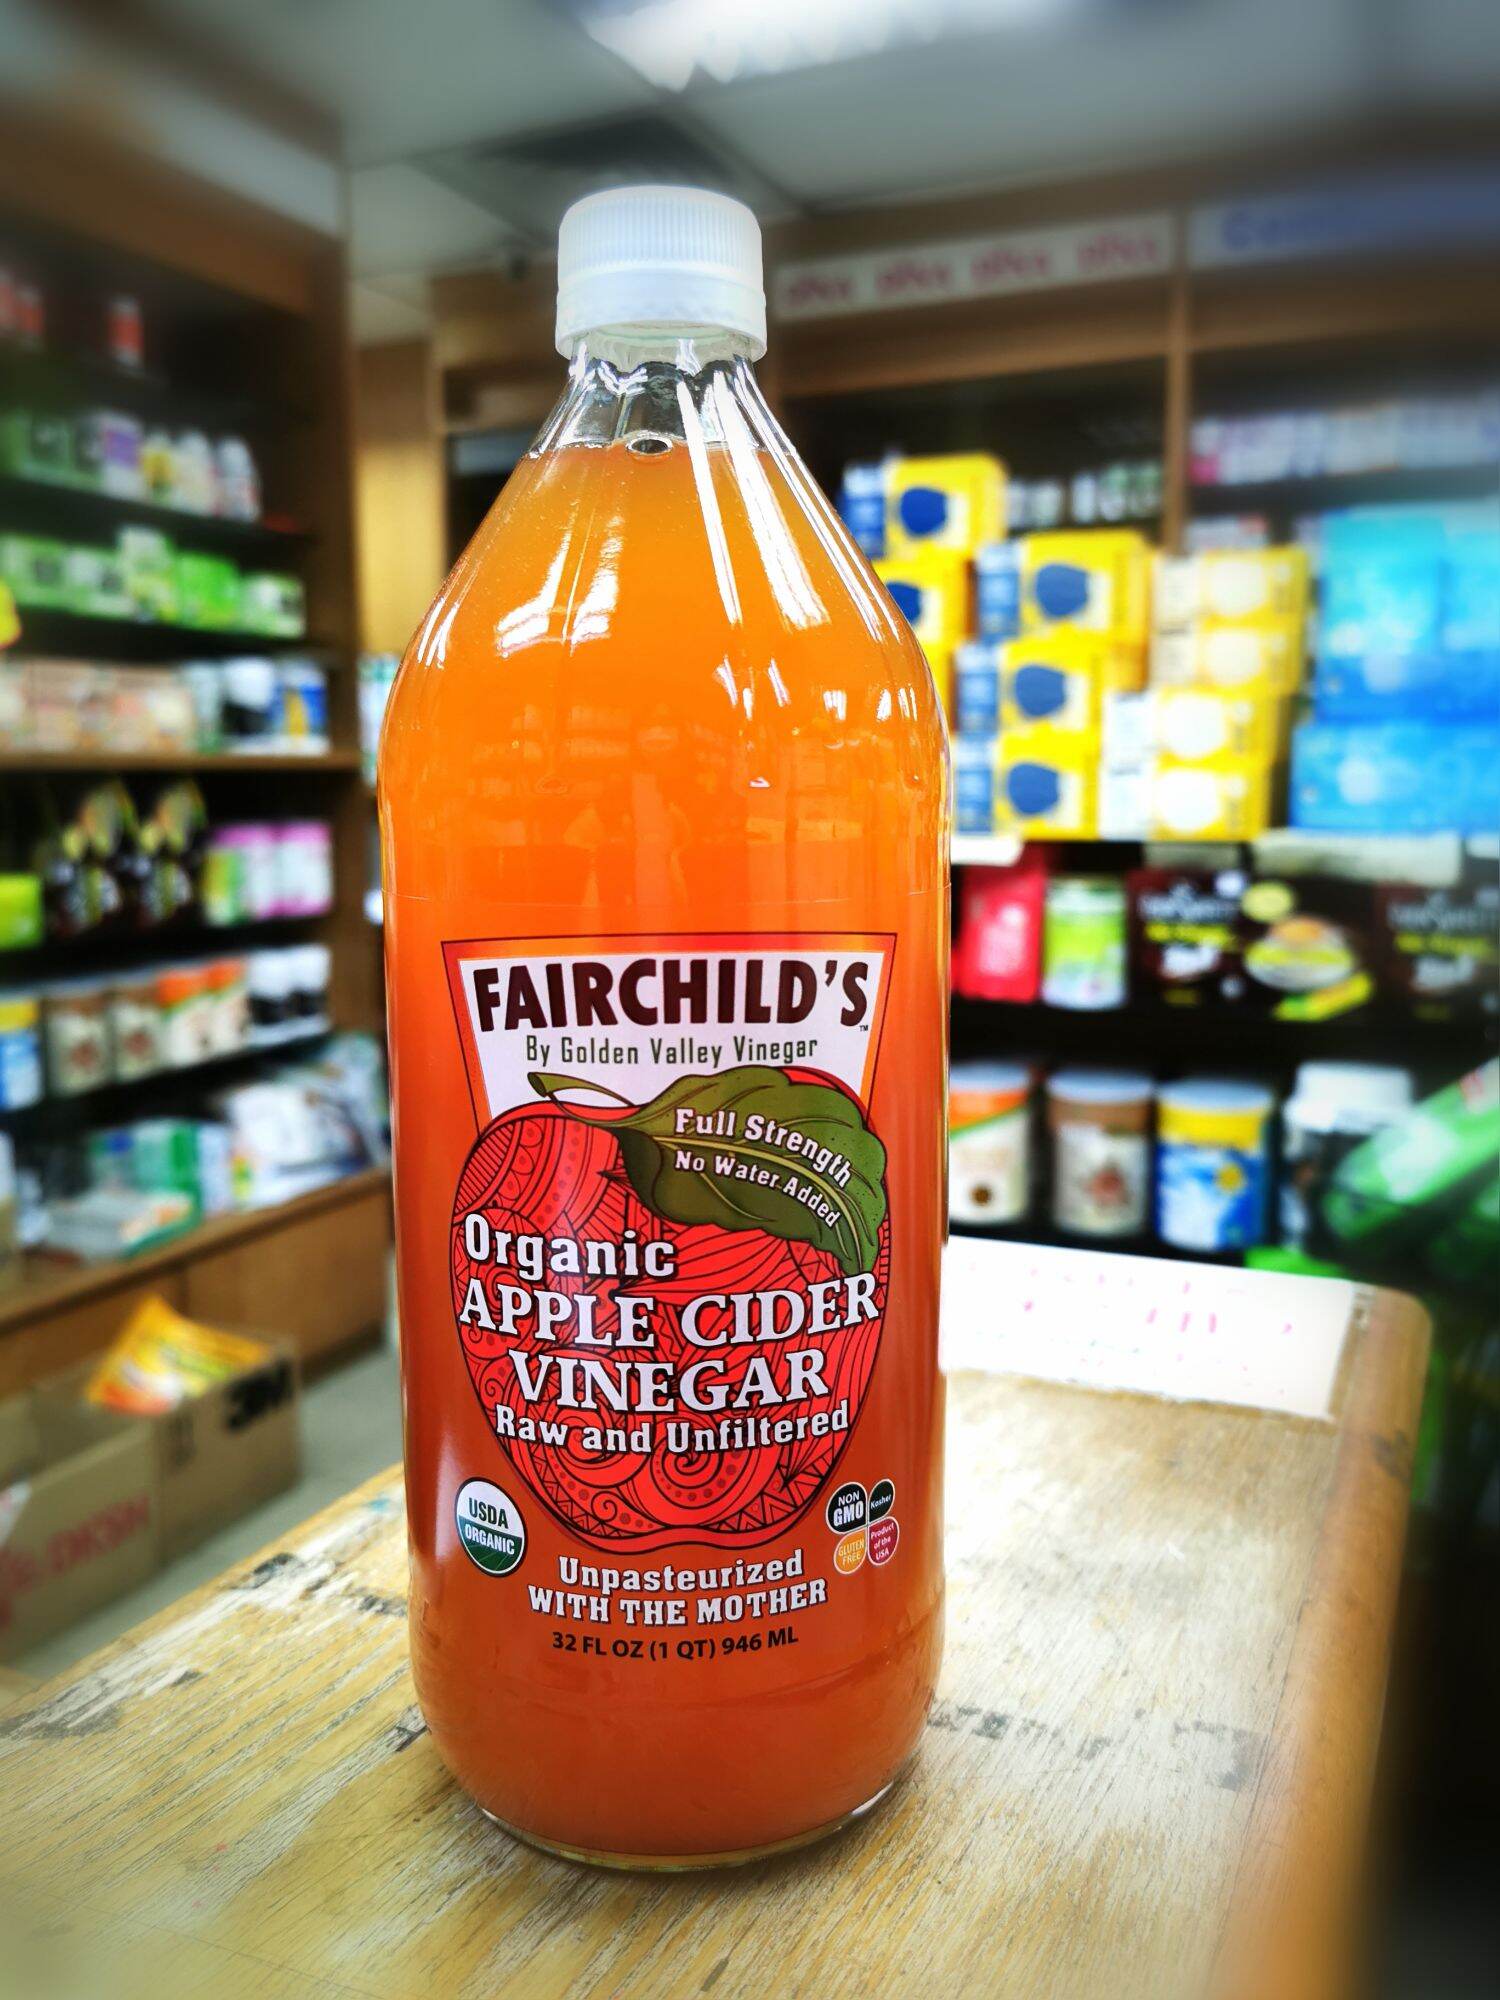 FAIRCHILD'S™
By Golden Valley Vinegar
Full Strength
No Water Added
Organic
APPLE CIDER
VINEGAR
Raw and Unfiltered
USDA
ORGANIC
NON
GMO
Kosher
GLUTEN
FREE
Product
of the
USA
Unpasteurized
WITH THE MOTHER
32 FL OZ (1 QT) 946 ML
3M